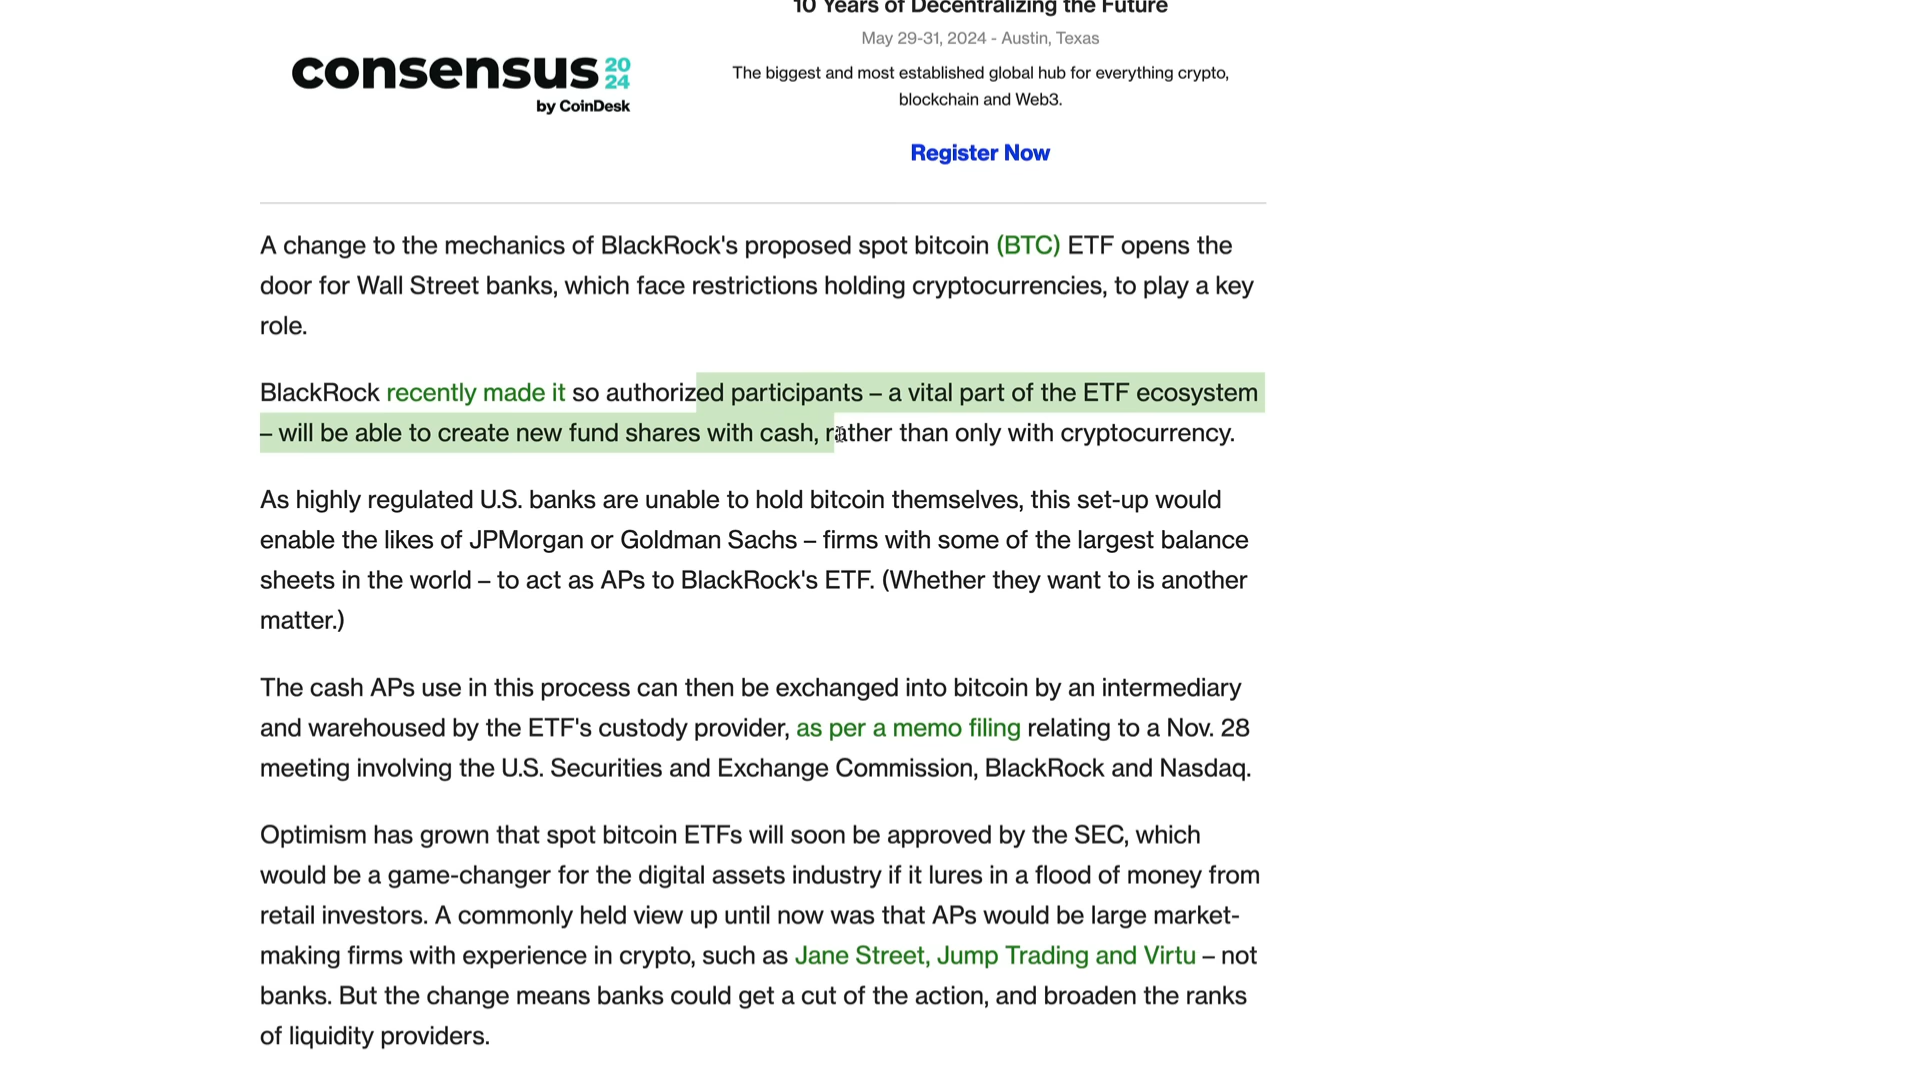 10 Years of Decentralizing the Future
May 29-31, 2024 - Austin, Texas
consensus 2024
by CoinDesk
The biggest and most established global hub for everything crypto,
blockchain and Web3.
Register Now
A change to the mechanics of BlackRock's proposed spot bitcoin (BTC) ETF opens the
door for Wall Street banks, which face restrictions holding cryptocurrencies, to play a key
role.
BlackRock recently made it so authorized participants – a vital part of the ETF ecosystem
– will be able to create new fund shares with cash, rather than only with cryptocurrency.
As highly regulated U.S. banks are unable to hold bitcoin themselves, this set-up would
enable the likes of JPMorgan or Goldman Sachs – firms with some of the largest balance
sheets in the world – to act as APs to BlackRock's ETF. (Whether they want to is another
matter.)
The cash APs use in this process can then be exchanged into bitcoin by an intermediary
and warehoused by the ETF's custody provider, as per a memo filing relating to a Nov. 28
meeting involving the U.S. Securities and Exchange Commission, BlackRock and Nasdaq.
Optimism has grown that spot bitcoin ETFs will soon be approved by the SEC, which
would be a game-changer for the digital assets industry if it lures in a flood of money from
retail investors. A commonly held view up until now was that APs would be large market-
making firms with experience in crypto, such as Jane Street, Jump Trading and Virtu – not
banks. But the change means banks could get a cut of the action, and broaden the ranks
of liquidity providers.